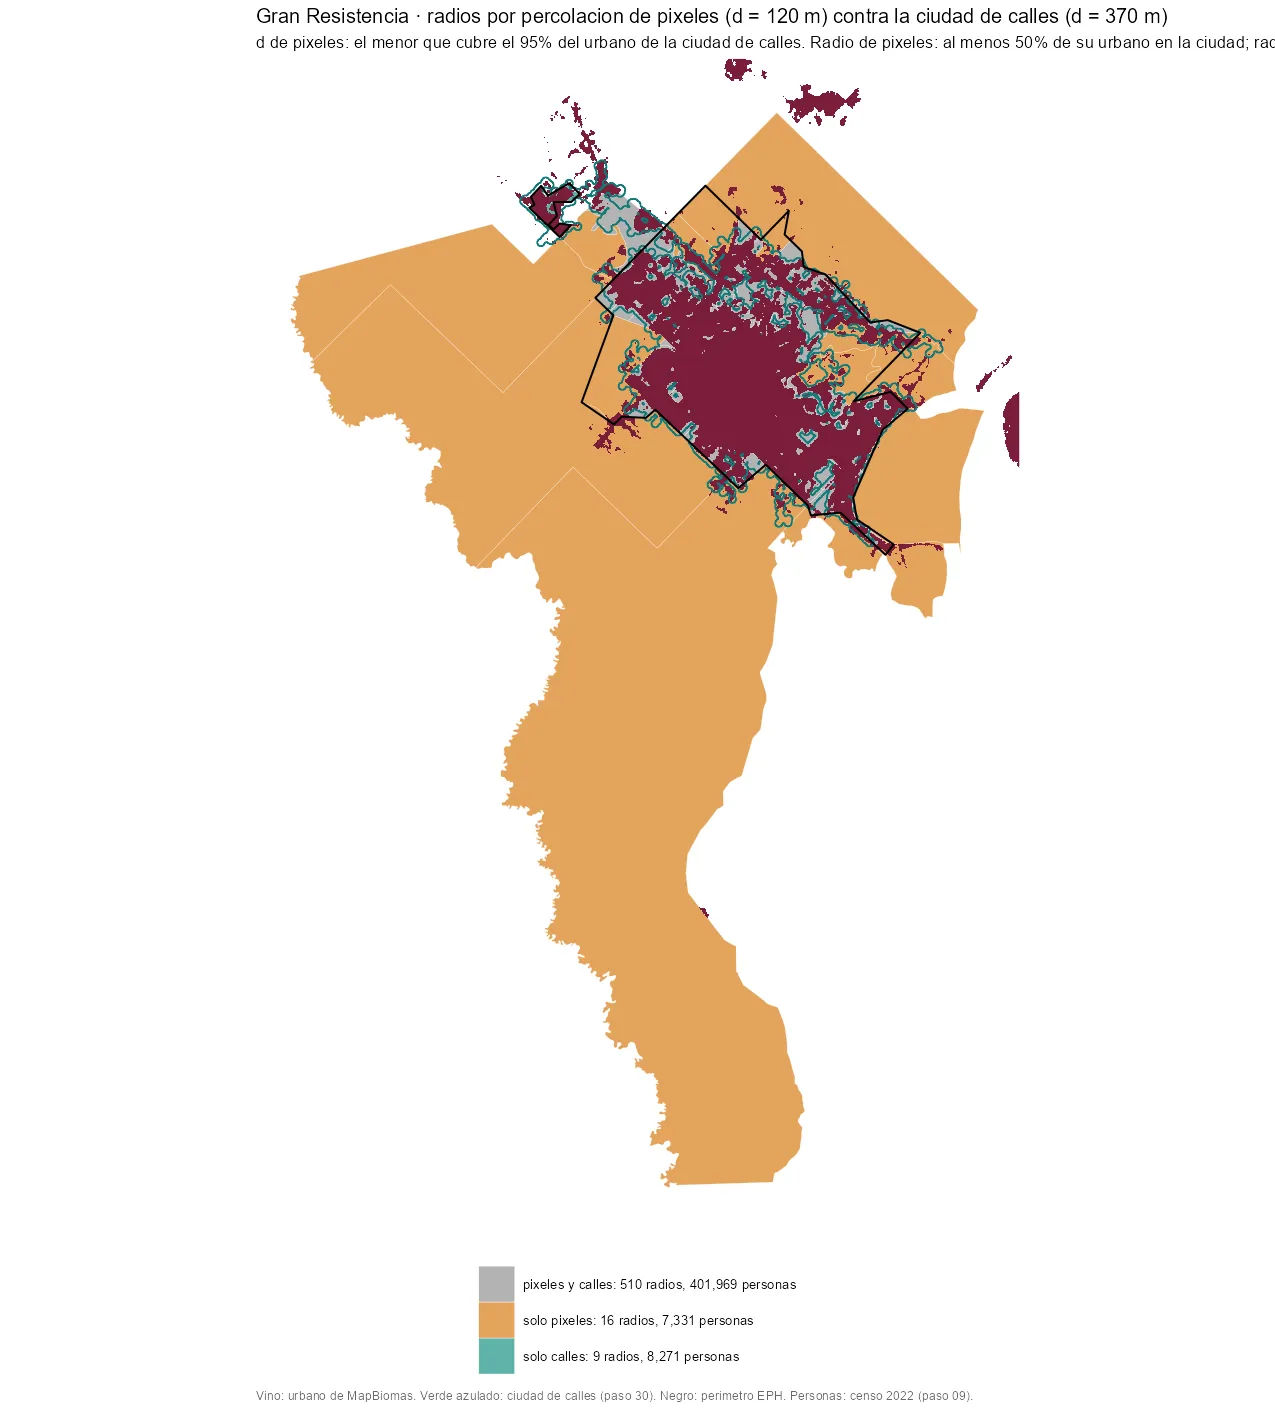 Gran Resistencia · radios por percolacion de pixeles (d = 120 m) contra la ciudad de calles (d = 370 m)
d de pixeles: el menor que cubre el 95% del urbano de la ciudad de calles. Radio de pixeles: al menos 50% de su urbano en la ciudad;
pixeles y calles: 510 radios, 401,969 personas
solo pixeles: 16 radios, 7,331 personas
solo calles: 9 radios, 8,271 personas
Vino: urbano de MapBiomas. Verde azulado: ciudad de calles (paso 30). Negro: perimetro EPH. Personas: censo 2022 (paso 09).